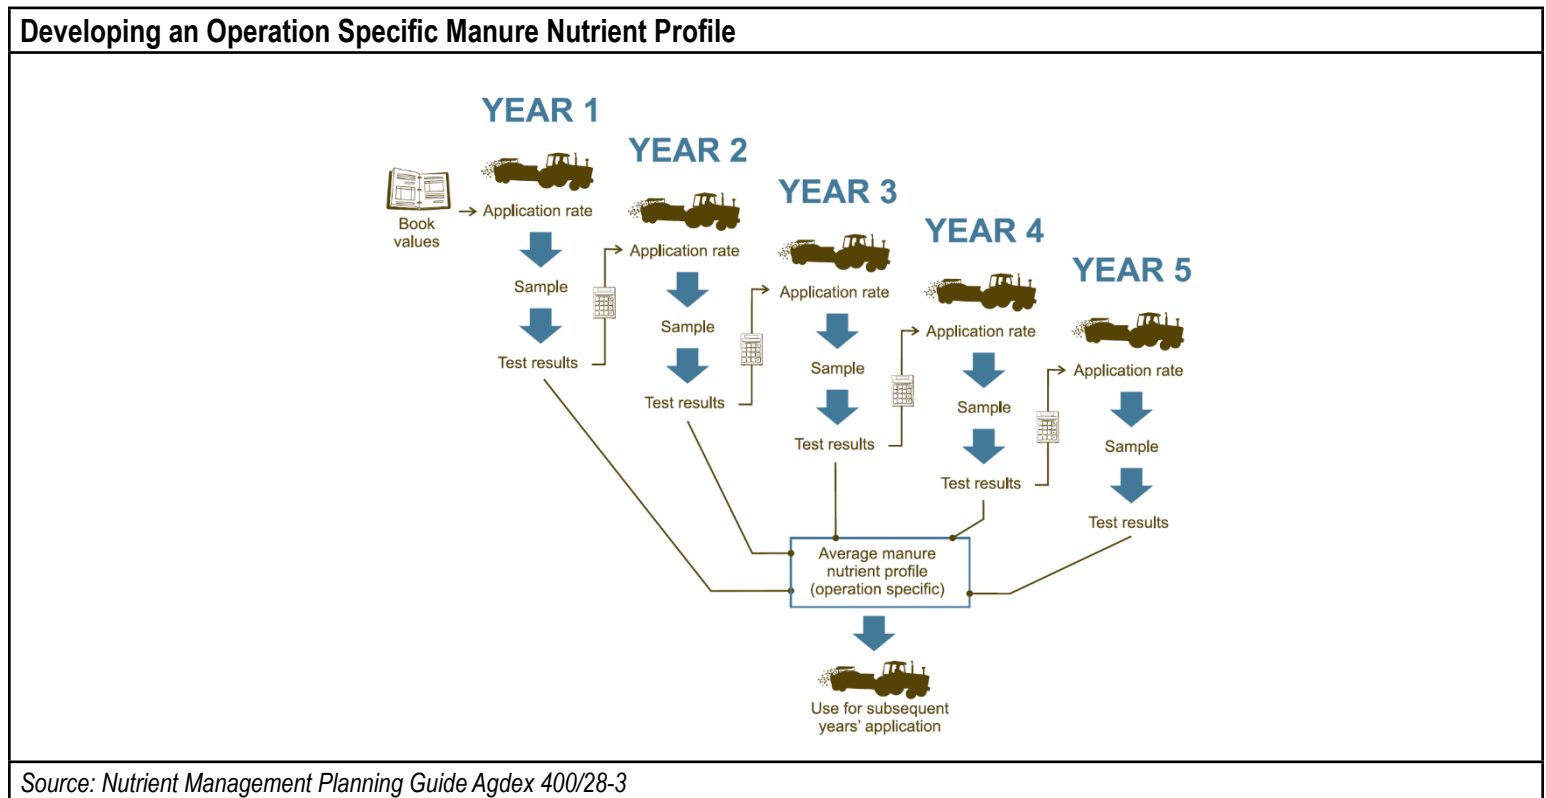 Developing an Operation Specific Manure Nutrient Profile
YEAR 1
Book
values
Application rate
Sample
Test results
YEAR 2
Application rate
Sample
Test results
YEAR 3
Application rate
Sample
Test results
YEAR 4
Application rate
Sample
Test results
YEAR 5
Application rate
Sample
Test results
Average manure
nutrient profile
(operation specific)
Use for subsequent
years’ application
Source: Nutrient Management Planning Guide Agdex 400/28-3